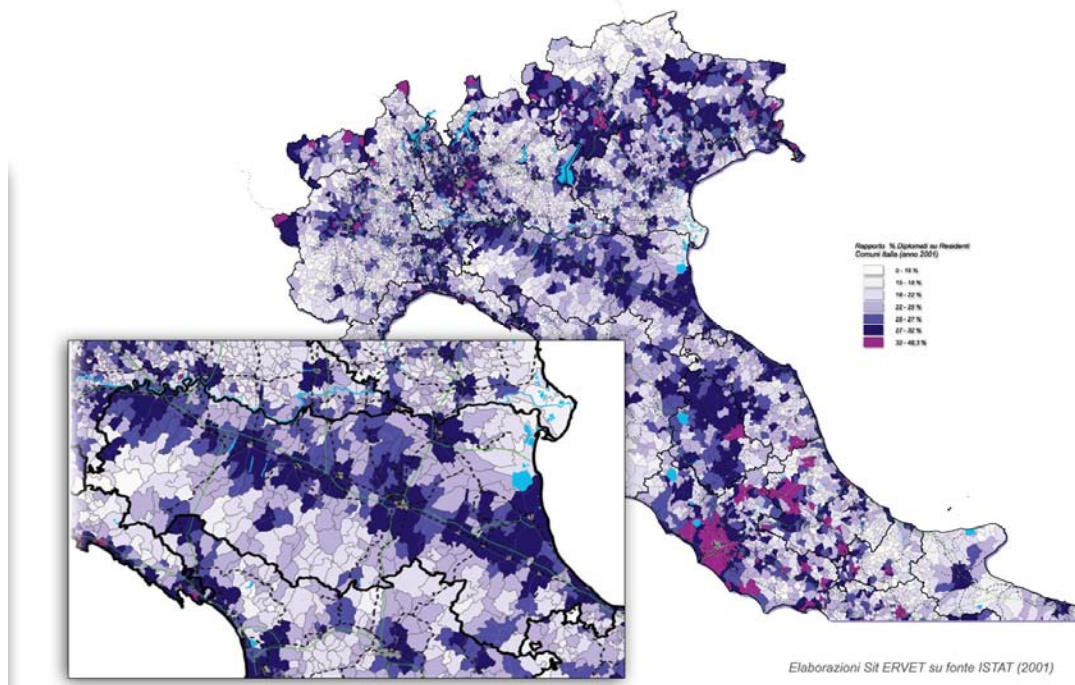 Rapporto % Diplomati su Residenti
Comuni Italia (anno 2001)
0 - 15 %
15 - 18 %
18 - 22 %
22 - 25 %
25 - 27 %
27 - 32 %
32 - 48,3 %
Elaborazioni Sit ERVET su fonte ISTAT (2001)